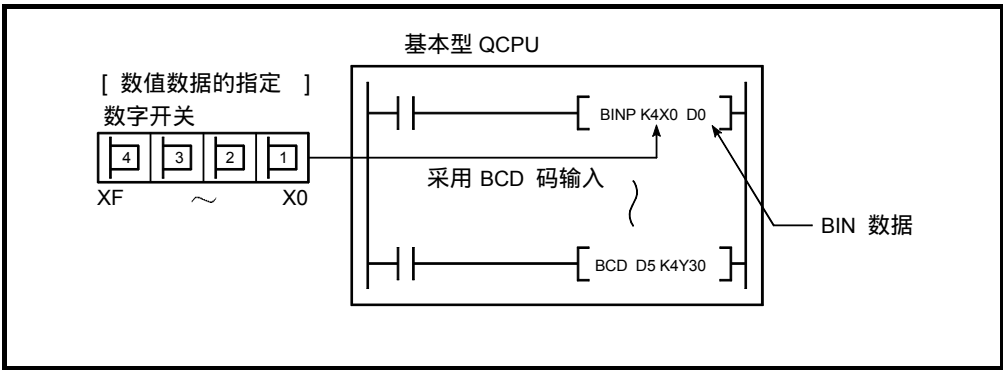 基本型 QCPU
[ 数值数据的指定 ]
数字开关
4 3 2 1
XF ～ X0
BINP K4X0 D0
采用 BCD 码输入
BIN 数据
BCD D5 K4Y30